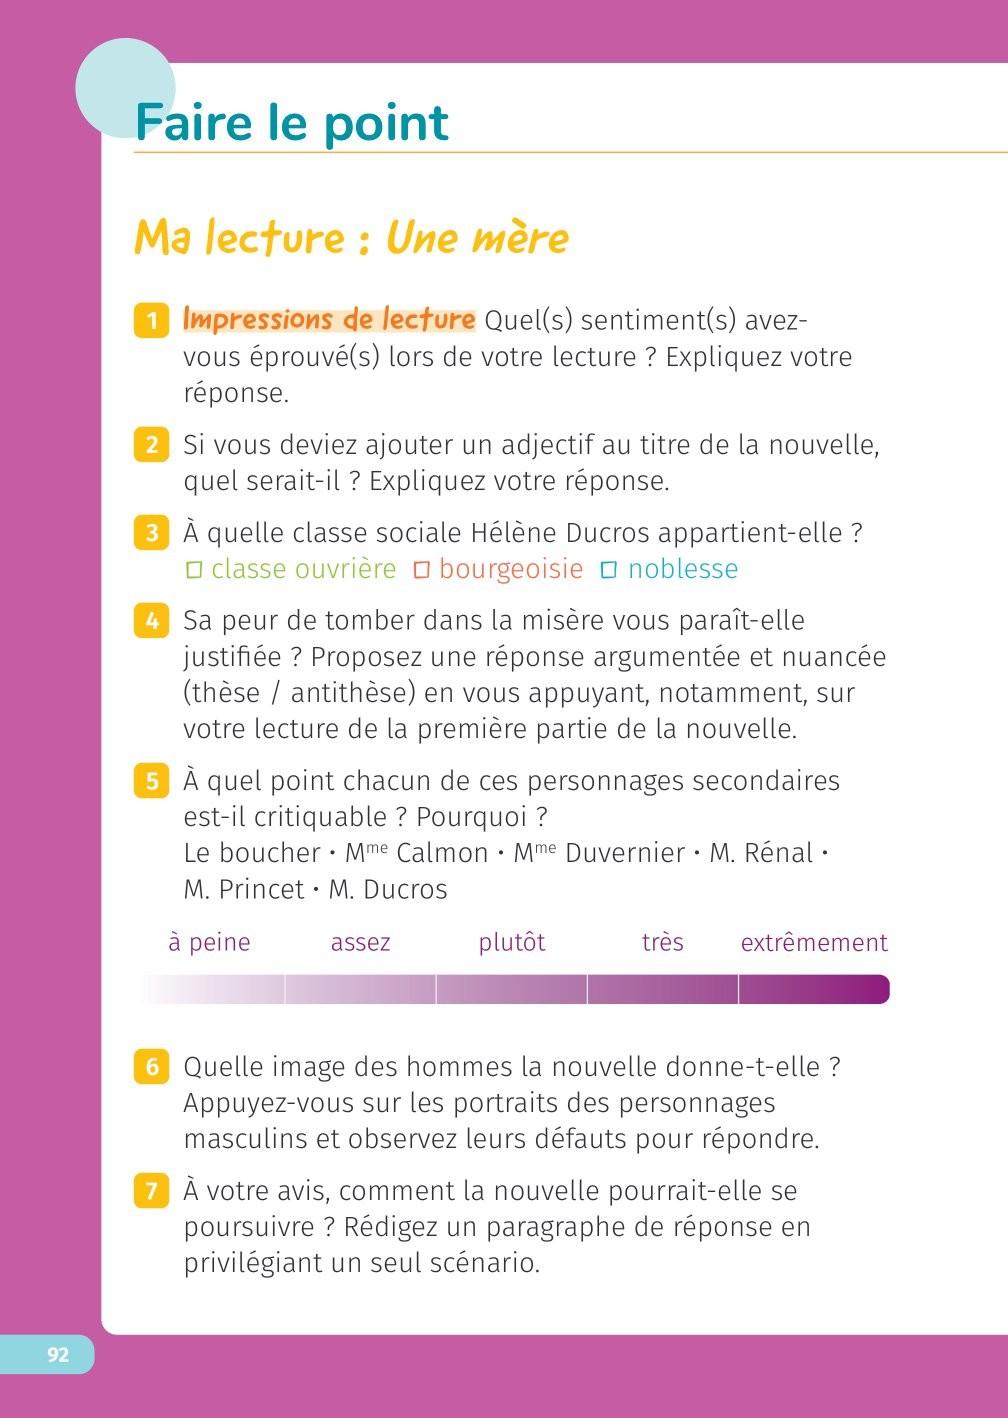 Faire le point
Ma lecture : Une mère
1 Impressions de lecture Quel(s) sentiment(s) avez-
vous éprouvé(s) lors de votre lecture ? Expliquez votre
réponse.
2 Si vous deviez ajouter un adjectif au titre de la nouvelle,
quel serait-il ? Expliquez votre réponse.
3 À quelle classe sociale Hélène Ducros appartient-elle ?
□ classe ouvrière □ bourgeoisie □ noblesse
4 Sa peur de tomber dans la misère vous paraît-elle
justifiée ? Proposez une réponse argumentée et nuancée
(thèse / antithèse) en vous appuyant, notamment, sur
votre lecture de la première partie de la nouvelle.
5 À quel point chacun de ces personnages secondaires
est-il critiquable ? Pourquoi ?
Le boucher • Mᵐᵉ Calmon • Mᵐᵉ Duvernier • M. Rénal •
M. Princet • M. Ducros
à peine assez plutôt très extrêmement
6 Quelle image des hommes la nouvelle donne-t-elle ?
Appuyez-vous sur les portraits des personnages
masculins et observez leurs défauts pour répondre.
7 À votre avis, comment la nouvelle pourrait-elle se
poursuivre ? Rédigez un paragraphe de réponse en
privilégiant un seul scénario.
92